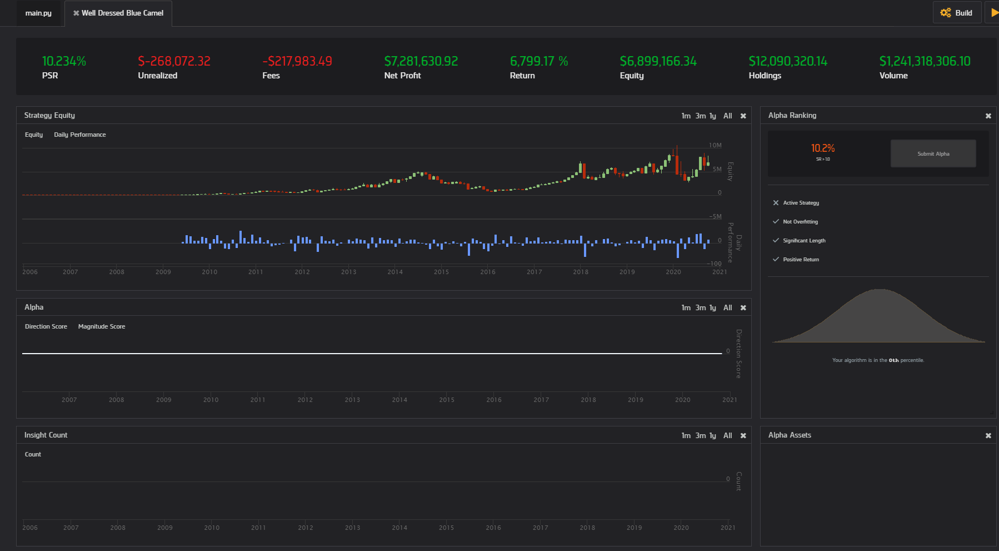 main.py
✖ Well Dressed Blue Camel
Build
10.234%
PSR
$-268,072.32
Unrealized
-$217,983.49
Fees
$7,281,630.92
Net Profit
6,799.17 %
Return
$6,899,166.34
Equity
$12,090,320.14
Holdings
$1,241,318,306.10
Volume
Strategy Equity
1m 3m 1y All ✖
Equity Daily Performance
10M
5M
0
-5M
Equity
0
-100
Daily Performance
2006 2007 2008 2009 2010 2011 2012 2013 2014 2015 2016 2017 2018 2019 2020 2021
Alpha
1m 3m 1y All ✖
Direction Score Magnitude Score
0
Direction Score
2007 2008 2009 2010 2011 2012 2013 2014 2015 2016 2017 2018 2019 2020 2021
Insight Count
1m 3m 1y All ✖
Count
0
Count
2006 2007 2008 2009 2010 2011 2012 2013 2014 2015 2016 2017 2018 2019 2020 2021
Alpha Ranking ✖
10.2%
SR > 1.0
Submit Alpha
Active Strategy
Not Overfitting
Significant Length
Positive Return
Your algorithm is in the 0th percentile.
Alpha Assets ✖